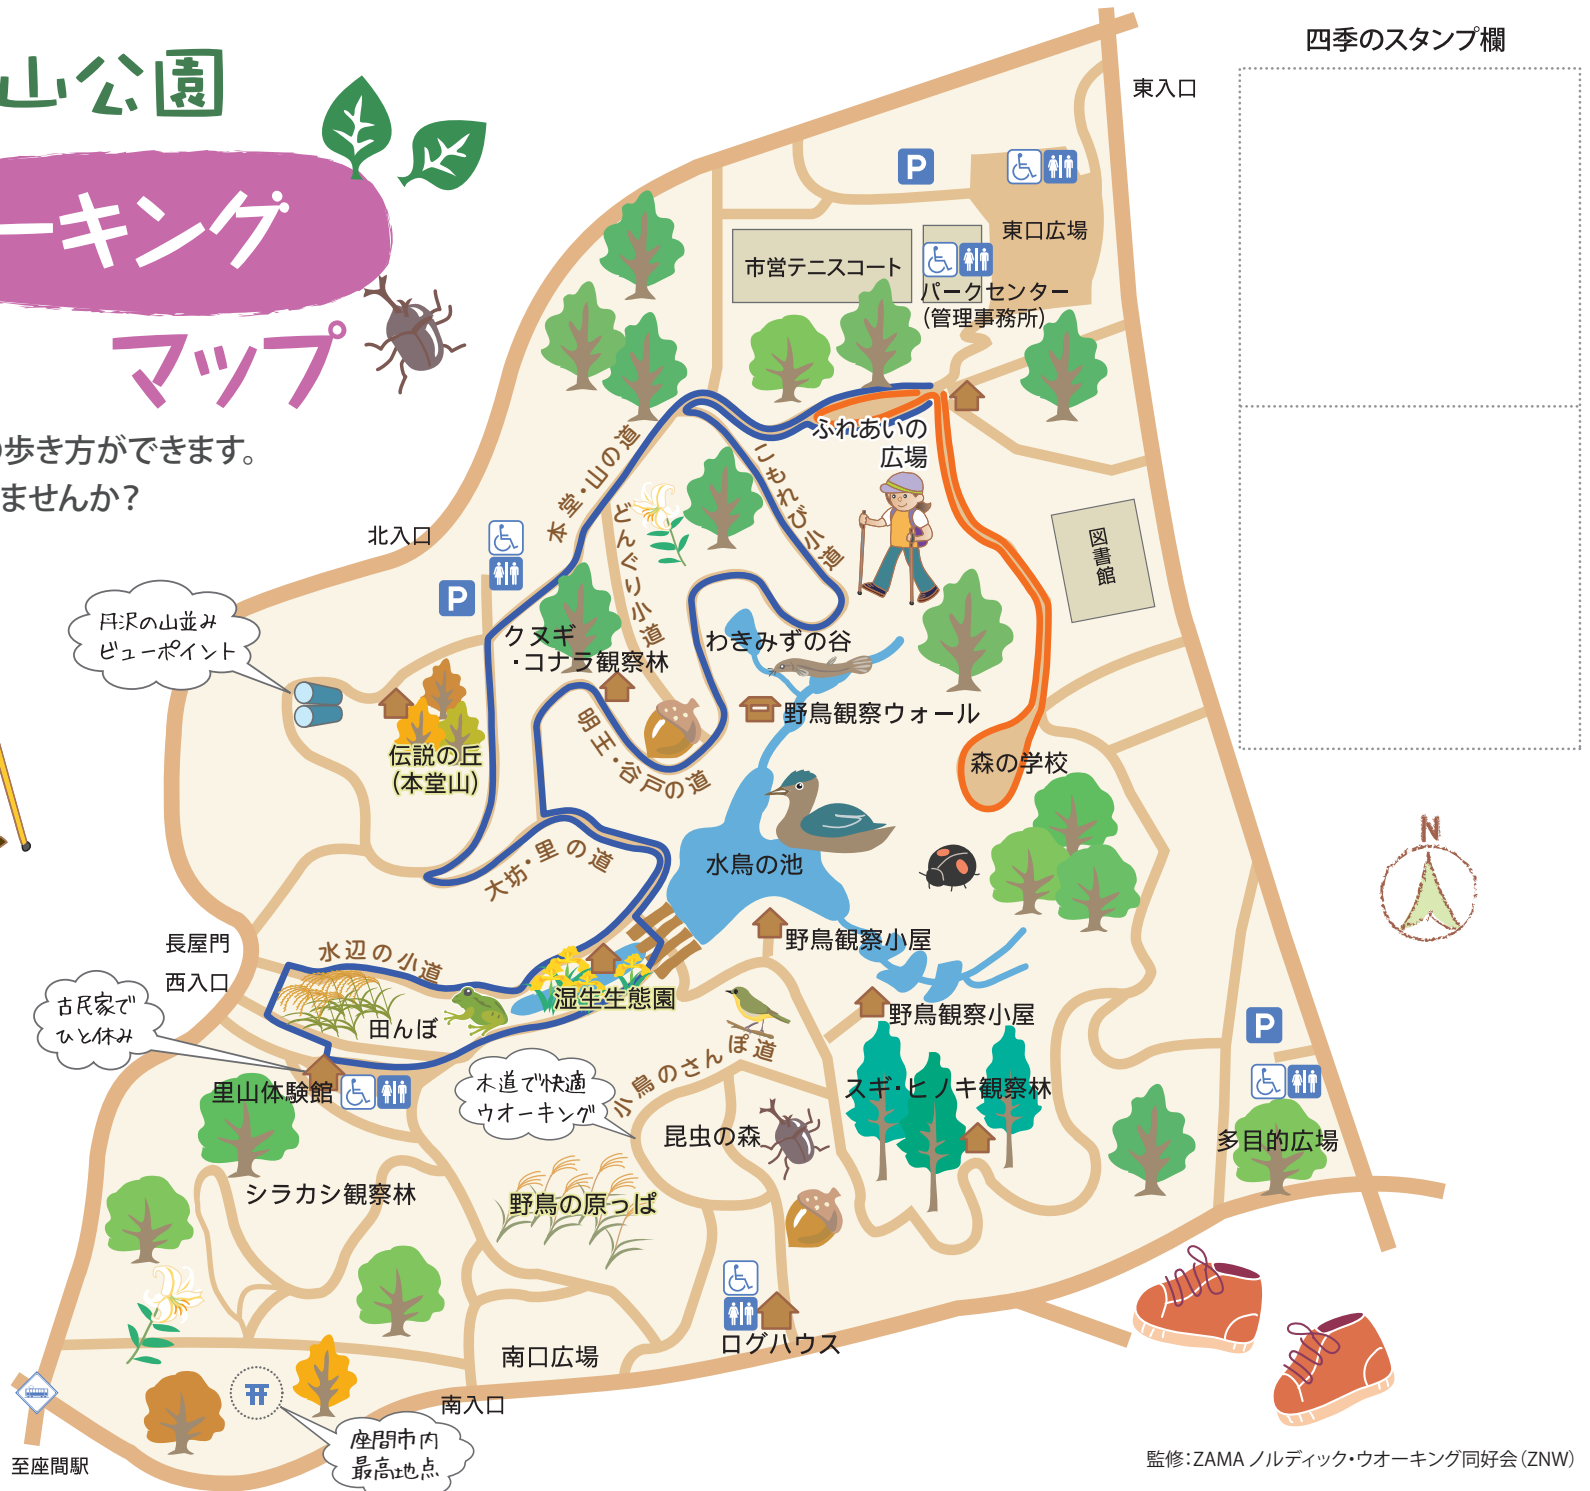 山公園
ーキング
マップ
の歩き方ができます。
ませんか？
四季のスタンプ欄
東入口
P
東口広場
市営テニスコート
パークセンター
(管理事務所)
ふれあいの
広場
本堂・山の道
どんぐり小道
こもれび小道
図書館
北入口
P
丹沢の山並み
ビューポイント
クヌギ
・コナラ観察林
わきみずの谷
野鳥観察ウォール
伝説の丘
(本堂山)
明王・谷戸の道
森の学校
大坊・里の道
水鳥の池
N
長屋門
西入口
水辺の小道
野鳥観察小屋
古民家で
ひと休み
田んぼ
湿生生態園
野鳥観察小屋
P
里山体験館
木道で快適
ウオーキング
小鳥のさんぽ道
スギ・ヒノキ観察林
昆虫の森
多目的広場
シラカシ観察林
野鳥の原っぱ
ログハウス
南口広場
南入口
座間市内
最高地点
至座間駅
監修：ZAMA ノルディック・ウオーキング同好会（ZNW）